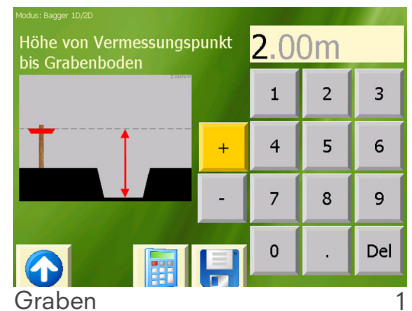 Modus: Bagger 1D/2D
Höhe von Vermessungspunkt
bis Grabenboden
2.00m
1 2 3
+ 4 5 6
- 7 8 9
0 . Del
Graben 1